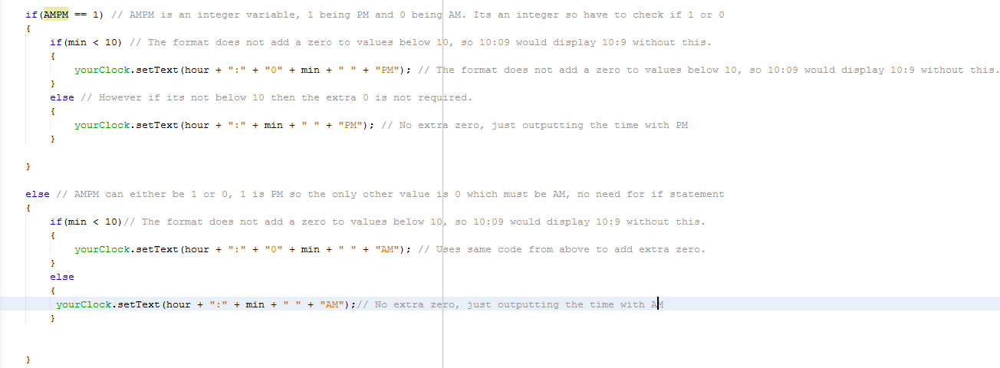 if(AMPM == 1) // AMPM is an integer variable, 1 being PM and 0 being AM. Its an integer so have to check if 1 or 0
{
if(min < 10) // The format does not add a zero to values below 10, so 10:09 would display 10:9 without this.
{
yourClock.setText(hour + ":" + "0" + min + " " + "PM"); // The format does not add a zero to values below 10, so 10:09 would display 10:9 without this.
}
else // However if its not below 10 then the extra 0 is not required.
{
yourClock.setText(hour + ":" + min + " " + "PM"); // No extra zero, just outputting the time with PM
}
}
else // AMPM can either be 1 or 0, 1 is PM so the only other value is 0 which must be AM, no need for if statement
{
if(min < 10)// The format does not add a zero to values below 10, so 10:09 would display 10:9 without this.
{
yourClock.setText(hour + ":" + "0" + min + " " + "AM"); // Uses same code from above to add extra zero.
}
else
{
yourClock.setText(hour + ":" + min + " " + "AM");// No extra zero, just outputting the time with AM
}
}